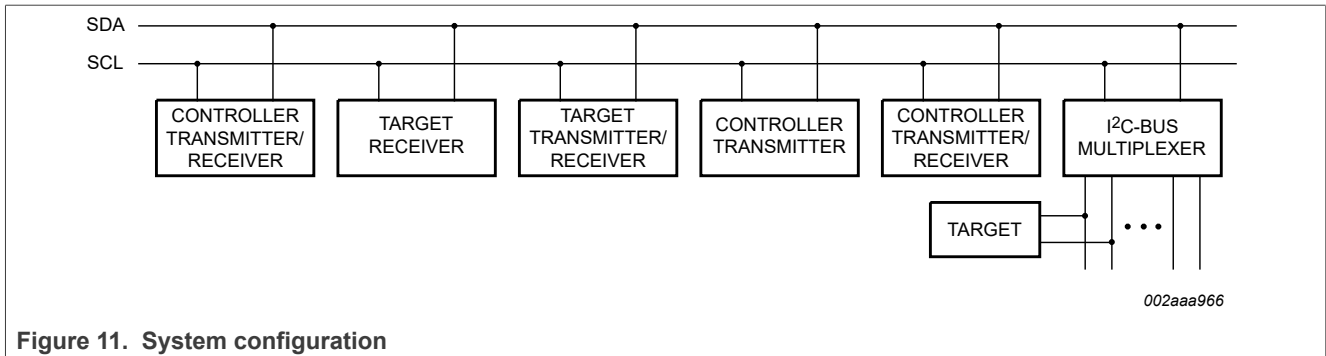 SDA
SCL
CONTROLLER
TRANSMITTER/
RECEIVER
TARGET
RECEIVER
TARGET
TRANSMITTER/
RECEIVER
CONTROLLER
TRANSMITTER
CONTROLLER
TRANSMITTER/
RECEIVER
I²C-BUS
MULTIPLEXER
TARGET
002aaa966
Figure 11. System configuration